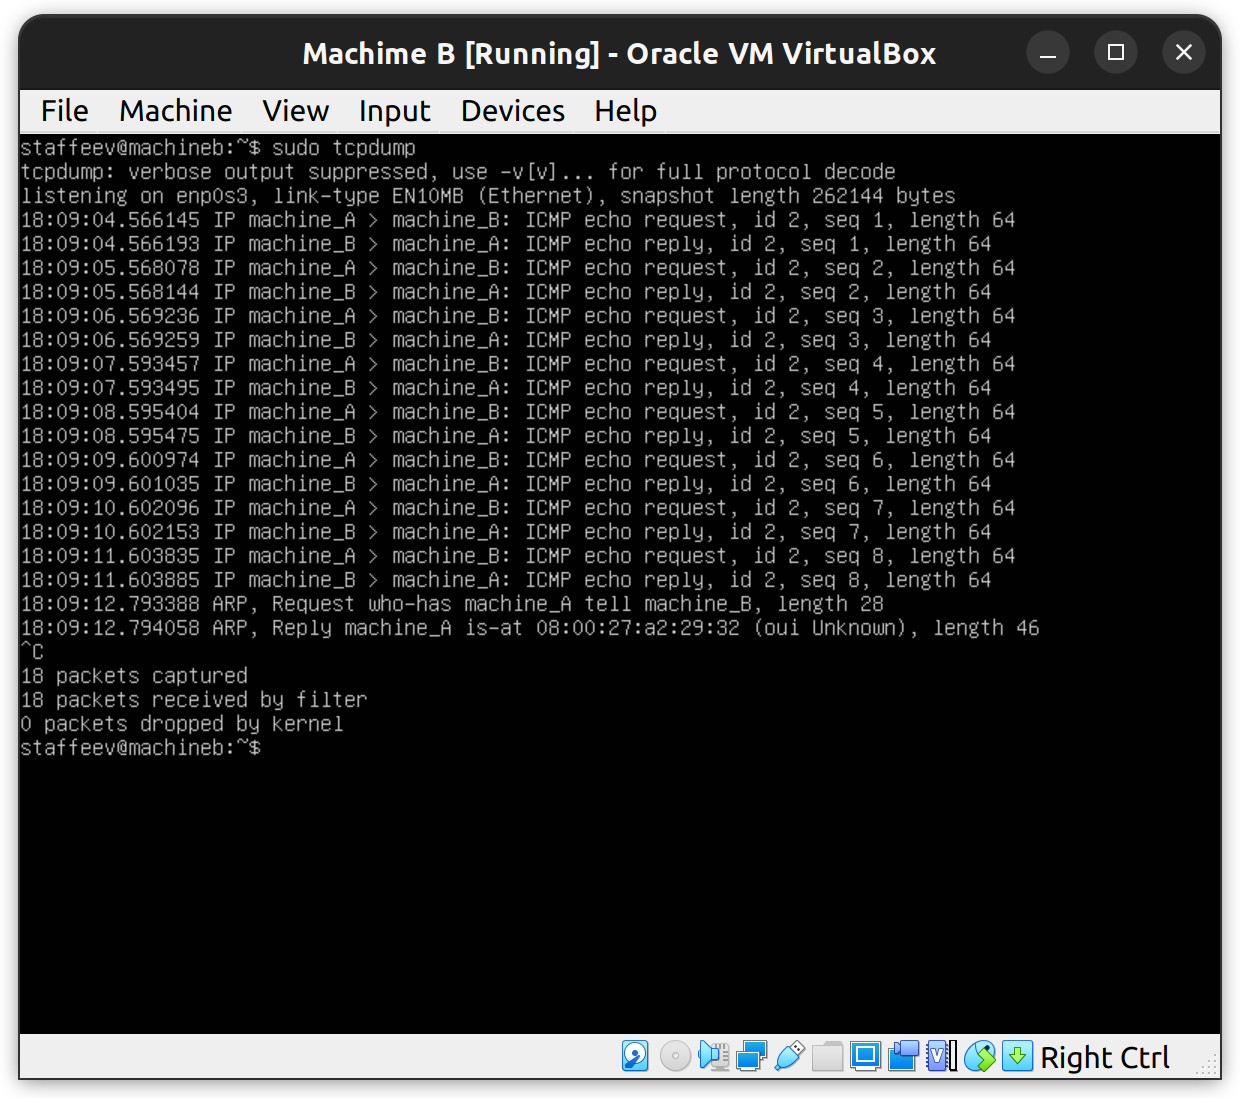 Machime B [Running] - Oracle VM VirtualBox
File Machine View Input Devices Help
staffeev@machineb:~$ sudo tcpdump
tcpdump: verbose output suppressed, use -v[v]... for full protocol decode
listening on enp0s3, link-type EN10MB (Ethernet), snapshot length 262144 bytes
18:09:04.566145 IP machine_A > machine_B: ICMP echo request, id 2, seq 1, length 64
18:09:04.566193 IP machine_B > machine_A: ICMP echo reply, id 2, seq 1, length 64
18:09:05.568078 IP machine_A > machine_B: ICMP echo request, id 2, seq 2, length 64
18:09:05.568144 IP machine_B > machine_A: ICMP echo reply, id 2, seq 2, length 64
18:09:06.569236 IP machine_A > machine_B: ICMP echo request, id 2, seq 3, length 64
18:09:06.569259 IP machine_B > machine_A: ICMP echo reply, id 2, seq 3, length 64
18:09:07.593457 IP machine_A > machine_B: ICMP echo request, id 2, seq 4, length 64
18:09:07.593495 IP machine_B > machine_A: ICMP echo reply, id 2, seq 4, length 64
18:09:08.595404 IP machine_A > machine_B: ICMP echo request, id 2, seq 5, length 64
18:09:08.595475 IP machine_B > machine_A: ICMP echo reply, id 2, seq 5, length 64
18:09:09.600974 IP machine_A > machine_B: ICMP echo request, id 2, seq 6, length 64
18:09:09.601035 IP machine_B > machine_A: ICMP echo reply, id 2, seq 6, length 64
18:09:10.602096 IP machine_A > machine_B: ICMP echo request, id 2, seq 7, length 64
18:09:10.602153 IP machine_B > machine_A: ICMP echo reply, id 2, seq 7, length 64
18:09:11.603835 IP machine_A > machine_B: ICMP echo request, id 2, seq 8, length 64
18:09:11.603885 IP machine_B > machine_A: ICMP echo reply, id 2, seq 8, length 64
18:09:12.793388 ARP, Request who-has machine_A tell machine_B, length 28
18:09:12.794058 ARP, Reply machine_A is-at 08:00:27:a2:29:32 (oui Unknown), length 46
^C
18 packets captured
18 packets received by filter
0 packets dropped by kernel
staffeev@machineb:~$
Right Ctrl